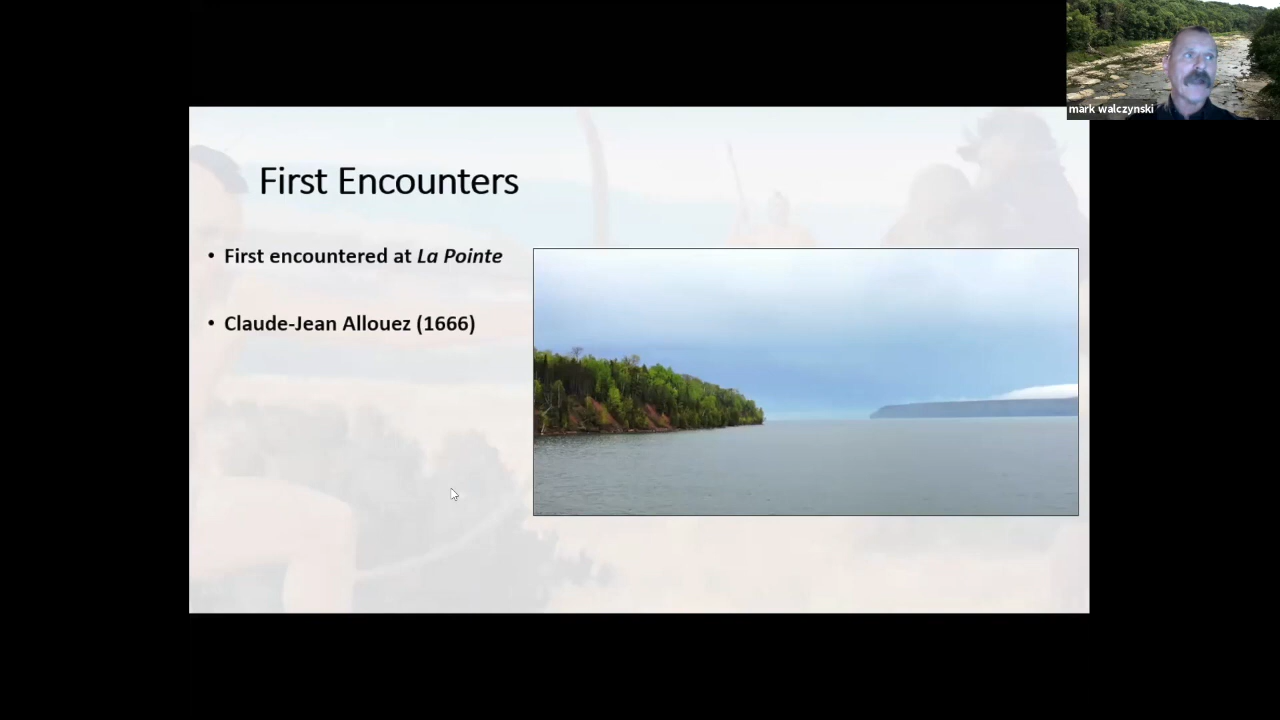 mark walczynski
First Encounters
• First encountered at La Pointe
• Claude-Jean Allouez (1666)